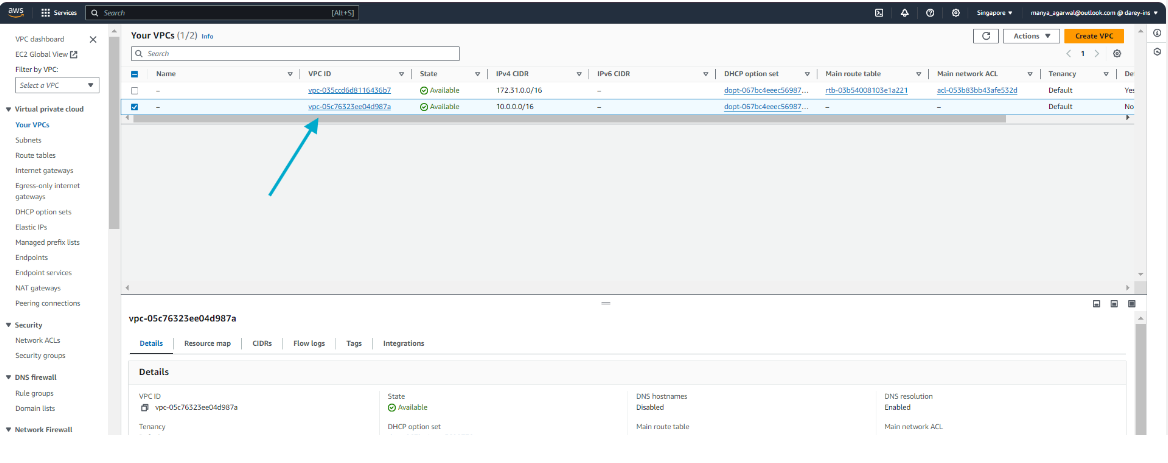 aws Services Search [Alt+S] Singapore ▼ manya_agarwal@outlook.com @ darey-ins ▼
VPC dashboard
EC2 Global View
Filter by VPC:
Select a VPC ▼
▼ Virtual private cloud
Your VPCs
Subnets
Route tables
Internet gateways
Egress-only internet
gateways
DHCP option sets
Elastic IPs
Managed prefix lists
Endpoints
Endpoint services
NAT gateways
Peering connections
▼ Security
Network ACLs
Security groups
▼ DNS firewall
Rule groups
Domain lists
▼ Network Firewall
Your VPCs (1/2) Info
Actions ▼ Create VPC
Search
1
Name VPC ID State IPv4 CIDR IPv6 CIDR DHCP option set Main route table Main network ACL Tenancy De
– vpc-035ccd6d8116436b7 Available 172.31.0.0/16 – dopt-067bc4eeec56987... rtb-03b54008103e1a221 acl-053b83bb43afe532d Default Yes
– vpc-05c76323ee04d987a Available 10.0.0.0/16 – dopt-067bc4eeec56987... – – Default No
vpc-05c76323ee04d987a
Details Resource map CIDRs Flow logs Tags Integrations
Details
VPC ID State DNS hostnames DNS resolution
vpc-05c76323ee04d987a Available Disabled Enabled
Tenancy DHCP option set Main route table Main network ACL